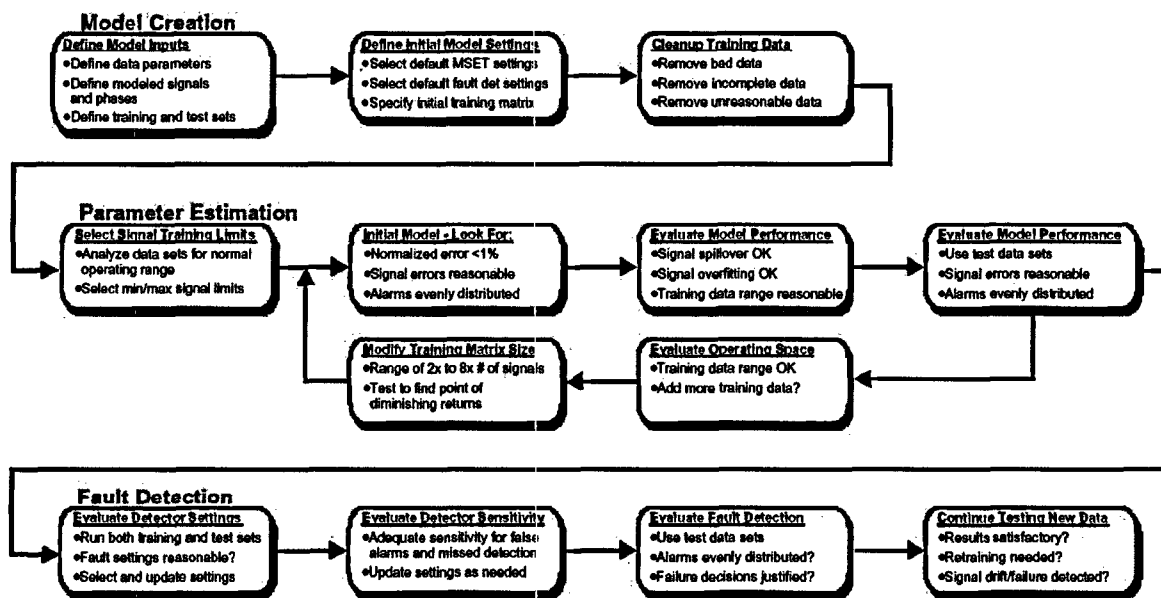 Model Creation
Define Model Inputs
•Define data parameters
•Define modeled signals
and phases
•Define training and test sets
Define Initial Model Settings
•Select default MSET settings
•Select default fault det settings
•Specify initial training matrix
Cleanup Training Data
•Remove bad data
•Remove incomplete data
•Remove unreasonable data
Parameter Estimation
Select Signal Training Limits
•Analyze data sets for normal
operating range
•Select min/max signal limits
Initial Model - Look For:
•Normalized error <1%
•Signal errors reasonable
•Alarms evenly distributed
Evaluate Model Performance
•Signal spillover OK
•Signal overfitting OK
•Training data range reasonable
Evaluate Model Performance
•Use test data sets
•Signal errors reasonable
•Alarms evenly distributed
Modify Training Matrix Size
•Range of 2x to 8x # of signals
•Test to find point of
diminishing returns
Evaluate Operating Space
•Training data range OK
•Add more training data?
Fault Detection
Evaluate Detector Settings
•Run both training and test sets
•Fault settings reasonable?
•Select and update settings
Evaluate Detector Sensitivity
•Adequate sensitivity for false
alarms and missed detection
•Update settings as needed
Evaluate Fault Detection
•Use test data sets
•Alarms evenly distributed?
•Failure decisions justified?
Continue Testing New Data
•Results satisfactory?
•Retraining needed?
•Signal drift/failure detected?